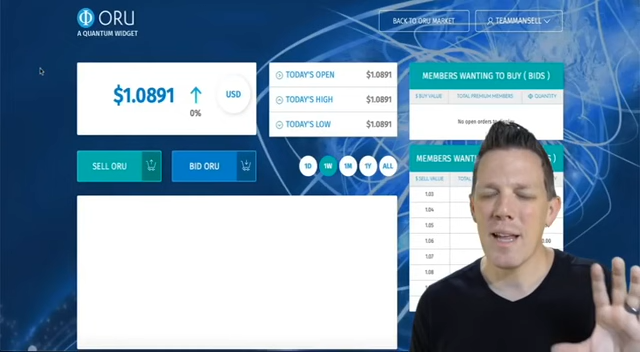 ORU
A QUANTUM WIDGET
BACK TO ORU MARKET
TEAMMANSELL
$1.0891
0%
USD
TODAY'S OPEN $1.0891
TODAY'S HIGH $1.0891
TODAY'S LOW $1.0891
SELL ORU
BID ORU
1D 1W 1M 1Y ALL
MEMBERS WANTING TO BUY ( BIDS )
$ BUY VALUE TOTAL PREMIUM MEMBERS QUANTITY
No open orders to
MEMBERS
$ SELL VALUE
1.03
1.04
1.05
1.06
1.07
1.08